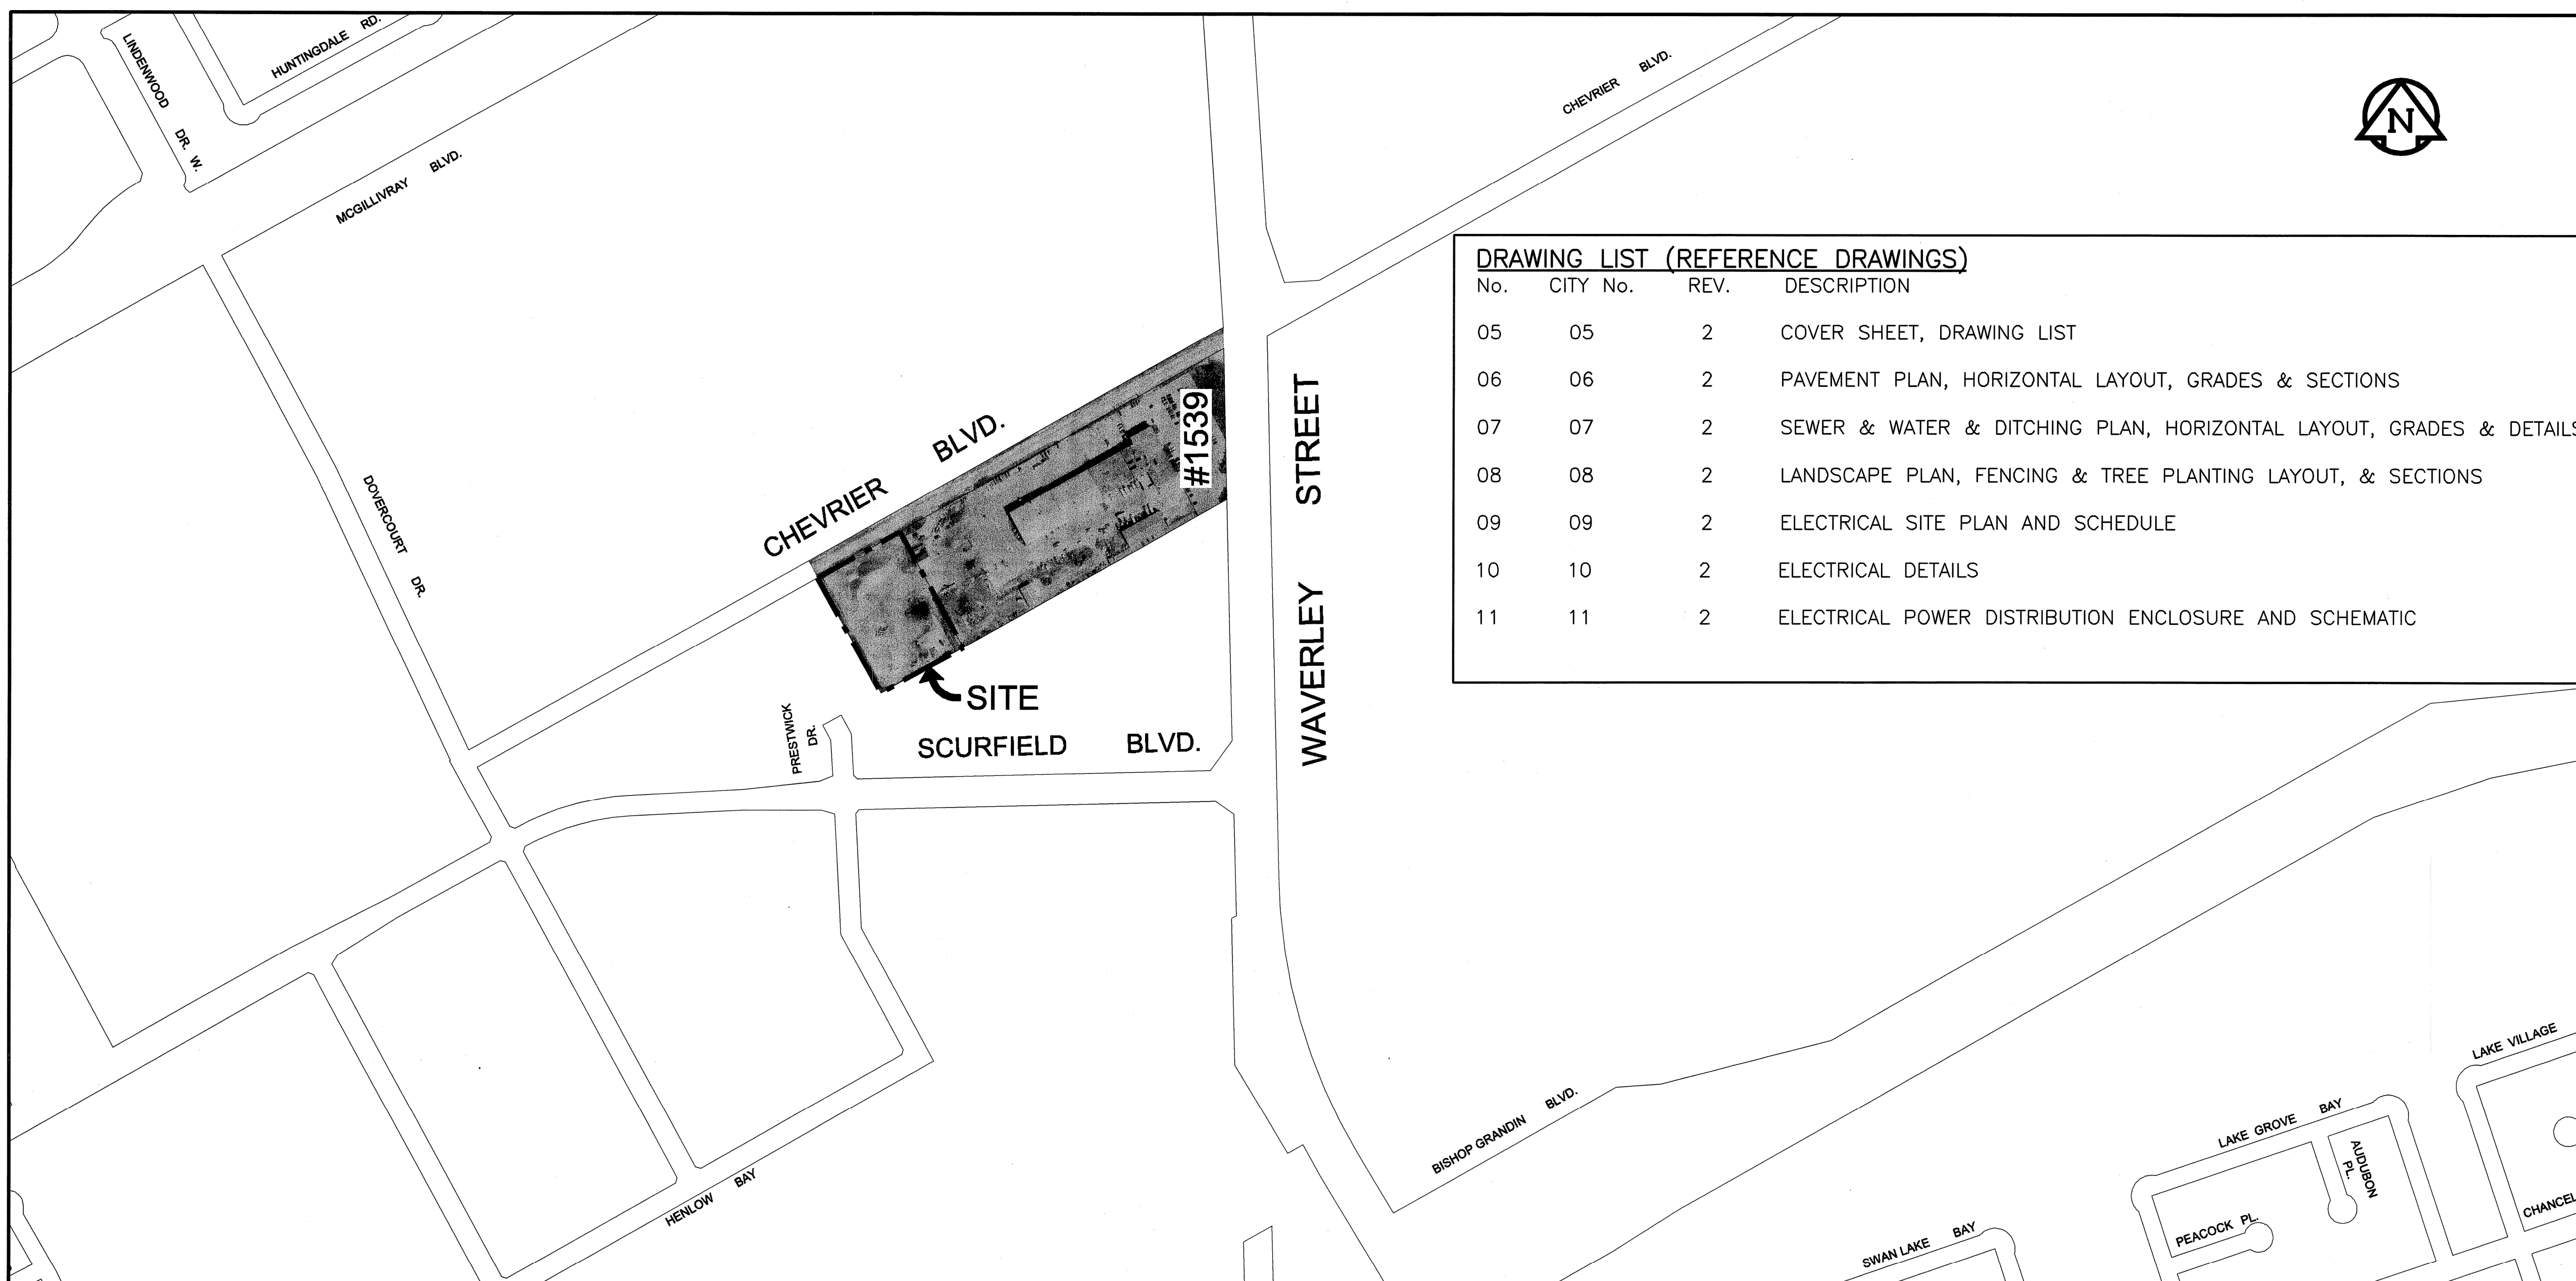 HUNTINGDALE RD.
LINDENWOOD DR. W.
MCGILLIVRAY BLVD.
CHEVRIER BLVD.
N
DRAWING LIST (REFERENCE DRAWINGS)
No. CITY No. REV. DESCRIPTION
05 05 2 COVER SHEET, DRAWING LIST
06 06 2 PAVEMENT PLAN, HORIZONTAL LAYOUT, GRADES & SECTIONS
07 07 2 SEWER & WATER & DITCHING PLAN, HORIZONTAL LAYOUT, GRADES & DETAILS
08 08 2 LANDSCAPE PLAN, FENCING & TREE PLANTING LAYOUT, & SECTIONS
09 09 2 ELECTRICAL SITE PLAN AND SCHEDULE
10 10 2 ELECTRICAL DETAILS
11 11 2 ELECTRICAL POWER DISTRIBUTION ENCLOSURE AND SCHEMATIC
CHEVRIER BLVD.
#1539
WAVERLEY STREET
DOVERCOURT DR.
SITE
PRESTWICK
DR.
SCURFIELD BLVD.
HENLOW BAY
BISHOP GRANDIN BLVD.
LAKE VILLAGE
LAKE GROVE BAY
AUDUBON
PL.
PEACOCK PL.
CHANCEL
SWAN LAKE BAY